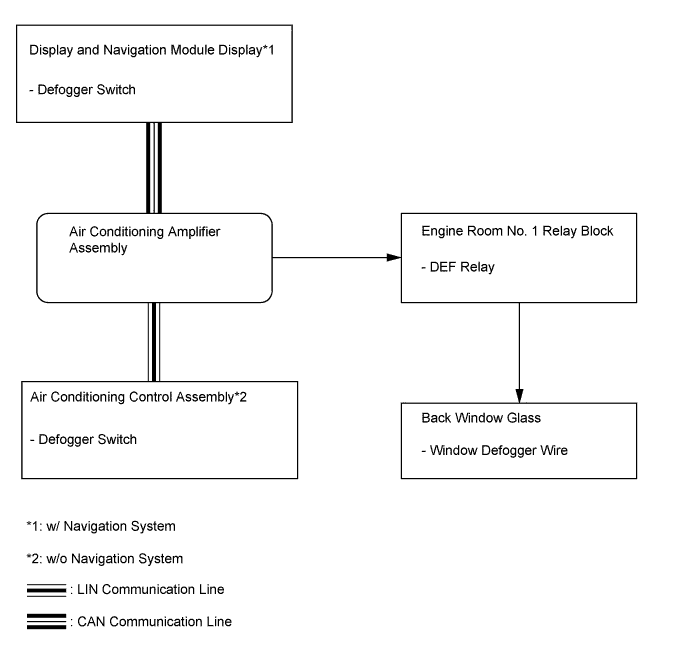 Display and Navigation Module Display*1
- Defogger Switch
Air Conditioning Amplifier
Assembly
Engine Room No. 1 Relay Block
- DEF Relay
Air Conditioning Control Assembly*2
- Defogger Switch
Back Window Glass
- Window Defogger Wire
*1: w/ Navigation System
*2: w/o Navigation System
: LIN Communication Line
: CAN Communication Line